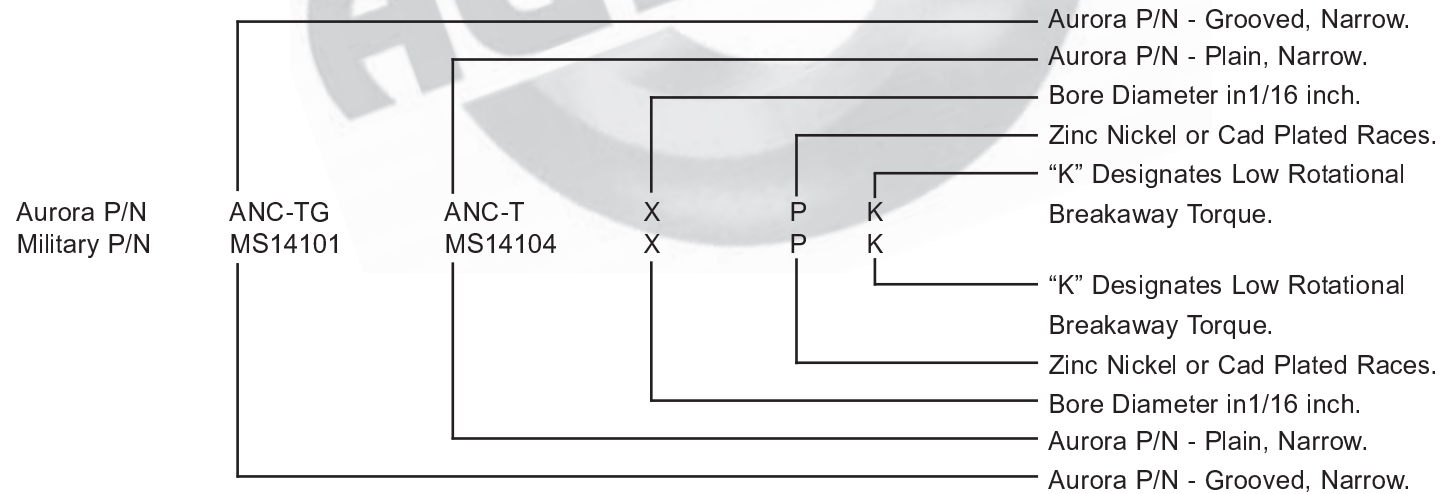 Aurora P/N - Grooved, Narrow.
Aurora P/N - Plain, Narrow.
Bore Diameter in1/16 inch.
Zinc Nickel or Cad Plated Races.
“K” Designates Low Rotational
Breakaway Torque.
Aurora P/N ANC-TG ANC-T X P K
Military P/N MS14101 MS14104 X P K
“K” Designates Low Rotational
Breakaway Torque.
Zinc Nickel or Cad Plated Races.
Bore Diameter in1/16 inch.
Aurora P/N - Plain, Narrow.
Aurora P/N - Grooved, Narrow.